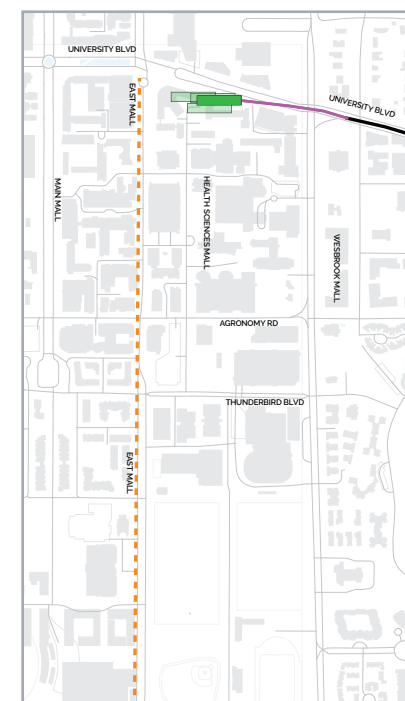 UNIVERSITY BLVD
EAST MALL
UNIVERSITY BLVD
MAIN MALL
HEALTH SCIENCES MALL
WESBROOK MALL
AGRONOMY RD
THUNDERBIRD BLVD
EAST MALL